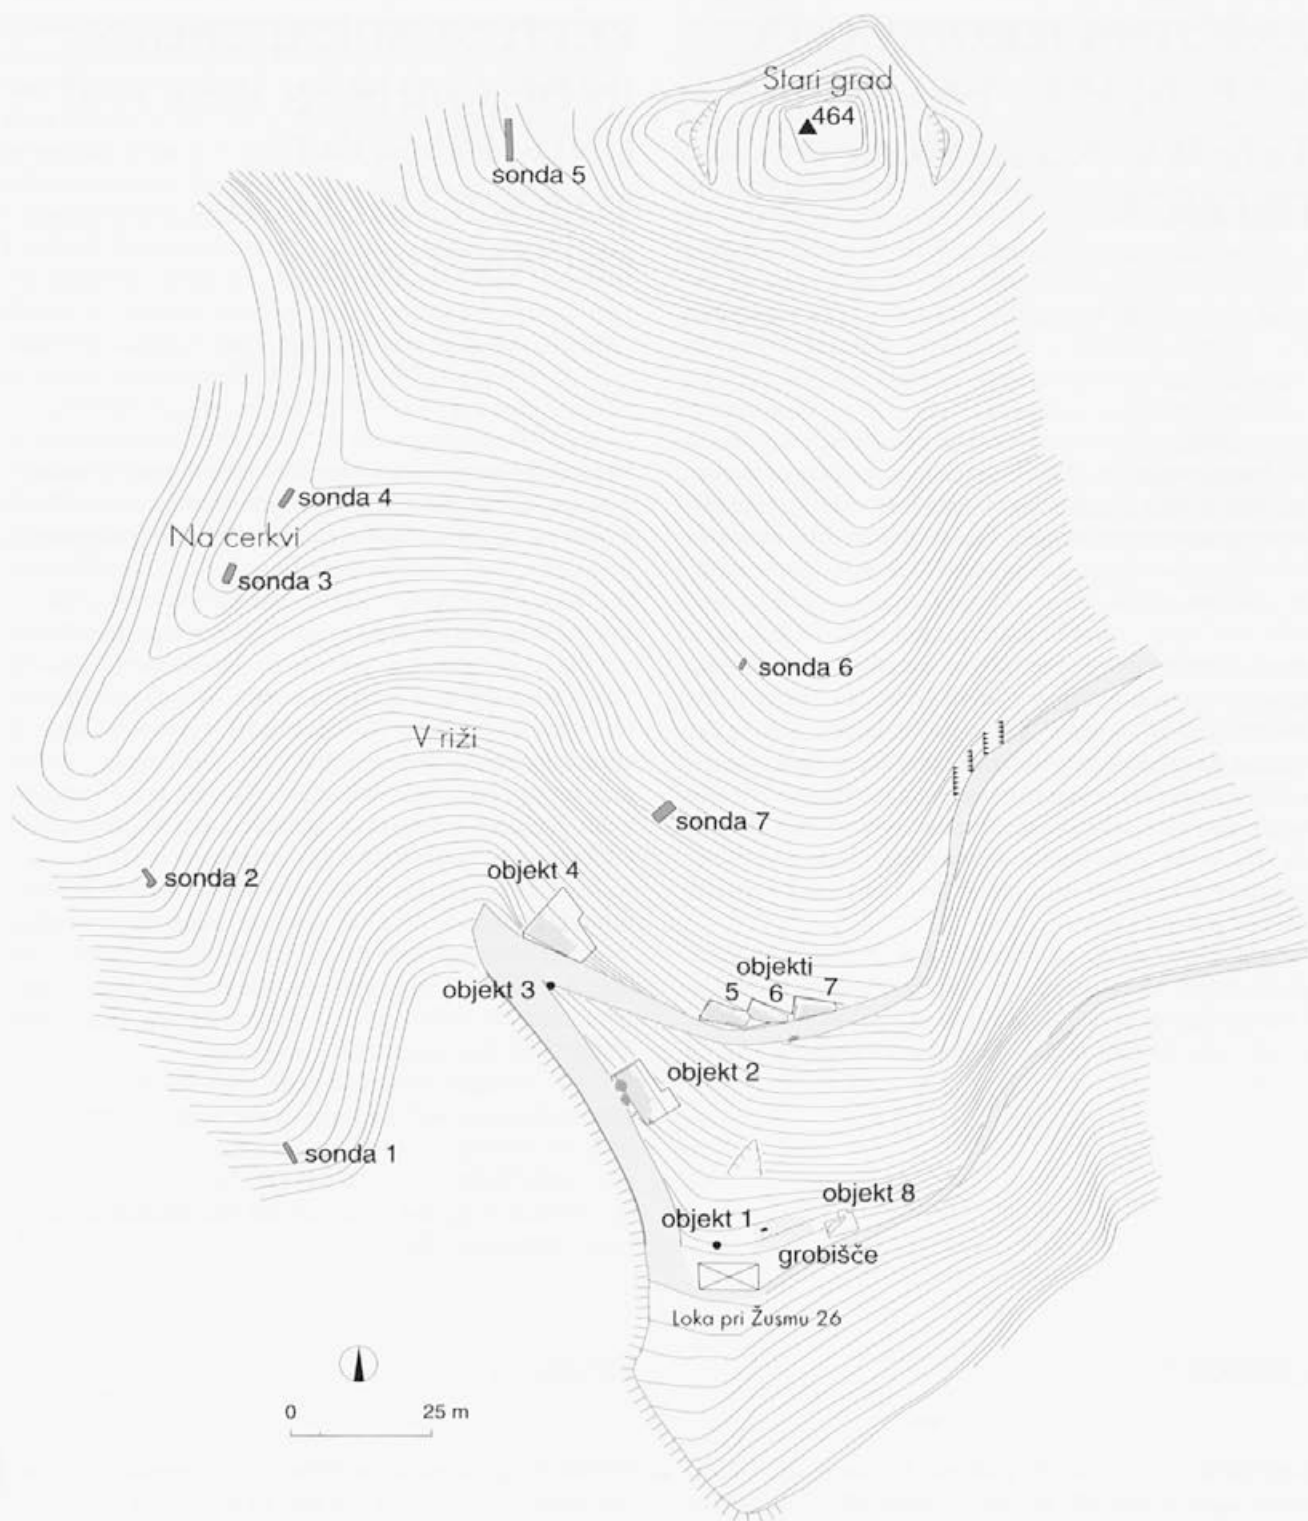 Stari grad
464
sonda 5
sonda 4
Na cerkvi
sonda 3
sonda 6
V riži
sonda 7
objekt 4
sonda 2
objekti
5 6 7
objekt 3
objekt 2
sonda 1
objekt 8
objekt 1
grobišče
Loka pri Žusmu 26
0 25 m